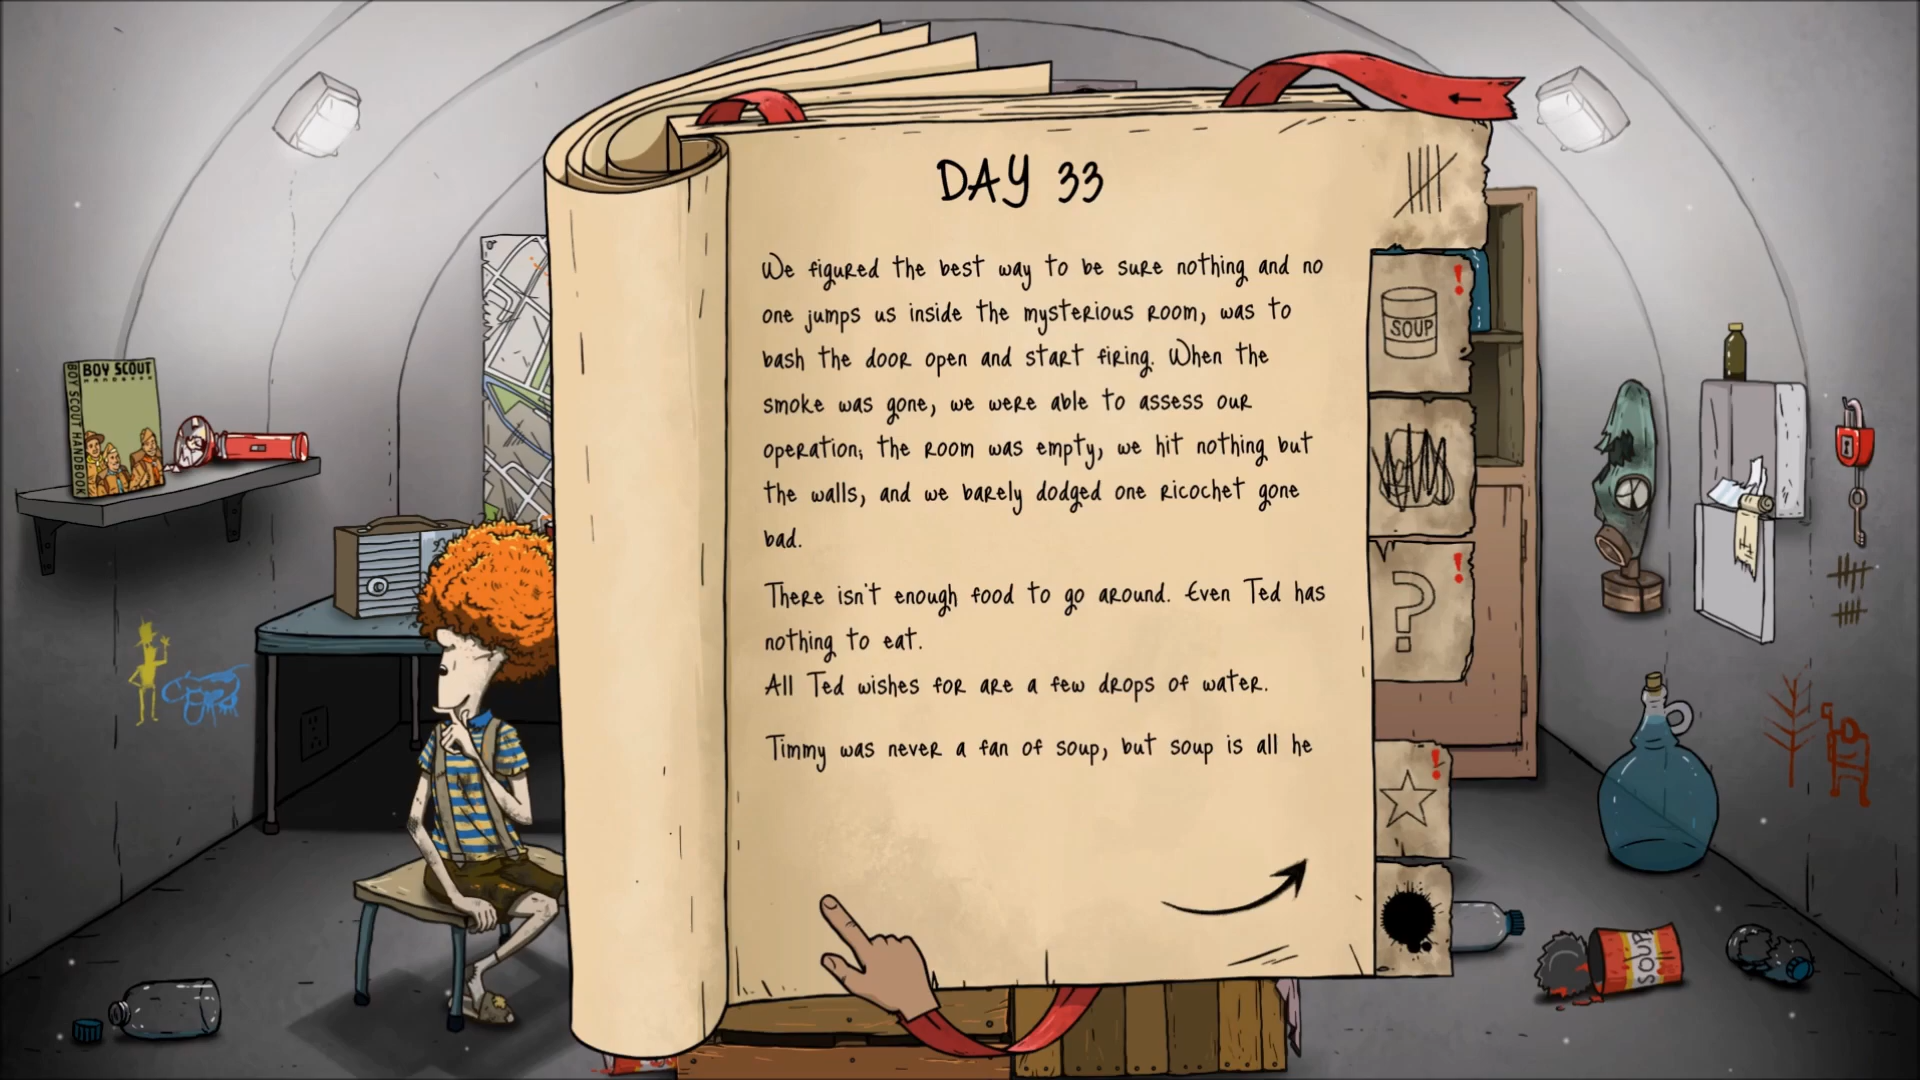 DAY 33
We figured the best way to be sure nothing and no
one jumps us inside the mysterious room, was to
bash the door open and start firing. When the
smoke was gone, we were able to assess our
operation; the room was empty, we hit nothing but
the walls, and we barely dodged one ricochet gone
bad.
There isn't enough food to go around. Even Ted has
nothing to eat.
All Ted wishes for are a few drops of water.
Timmy was never a fan of soup, but soup is all he
SOUP
!
?
!
!
BOY SCOUT
HANDBOOK
BOY SCOUT HANDBOOK
SOUP